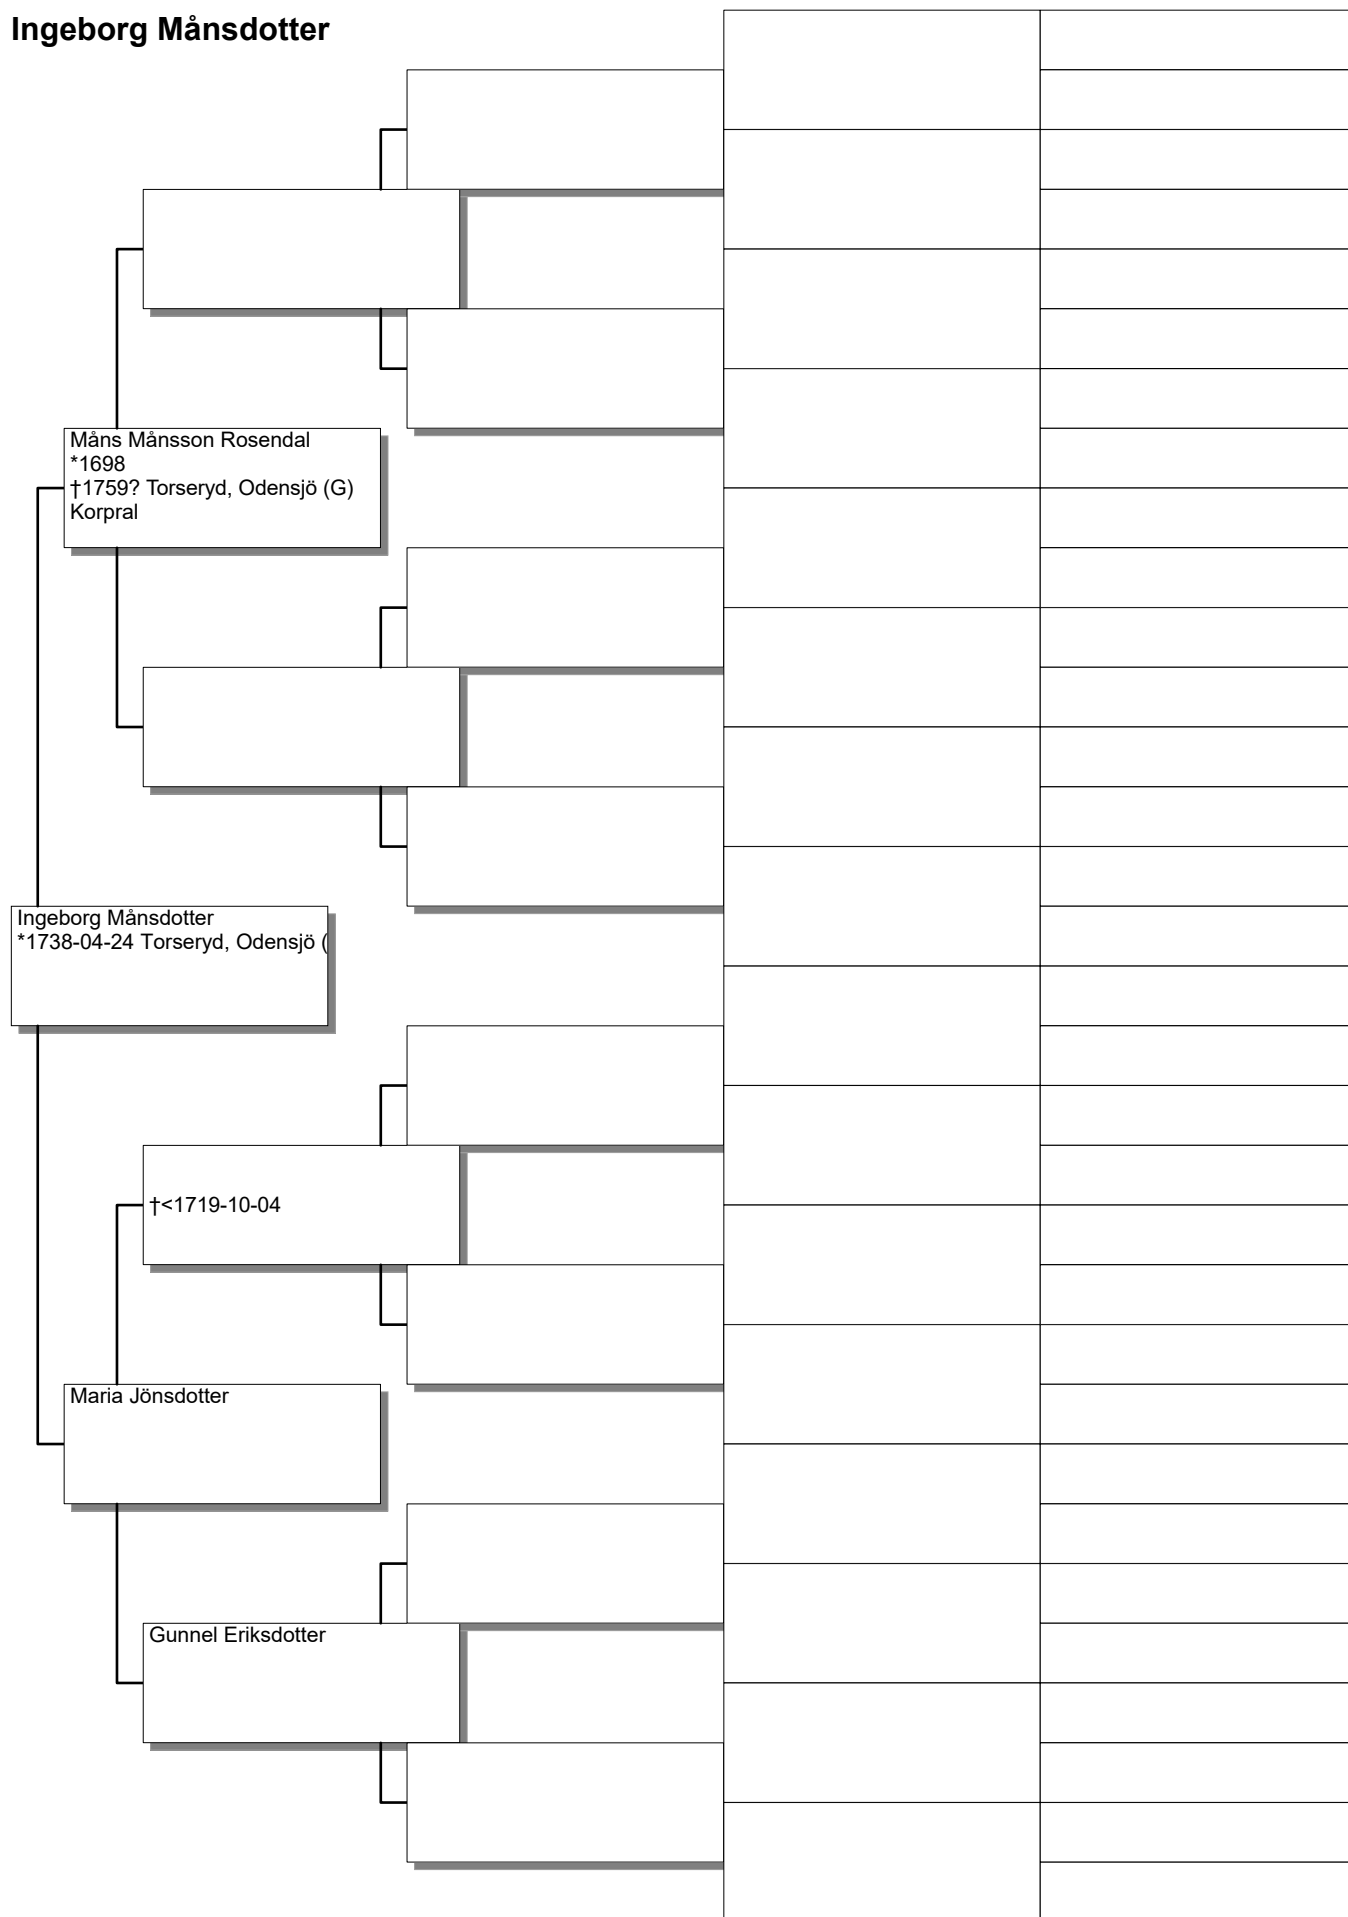 Ingeborg Månsdotter
Måns Månsson Rosendal
*1698
†1759? Torseryd, Odensjö (G)
Korpral
Ingeborg Månsdotter
*1738-04-24 Torseryd, Odensjö (
†<1719-10-04
Maria Jönsdotter
Gunnel Eriksdotter